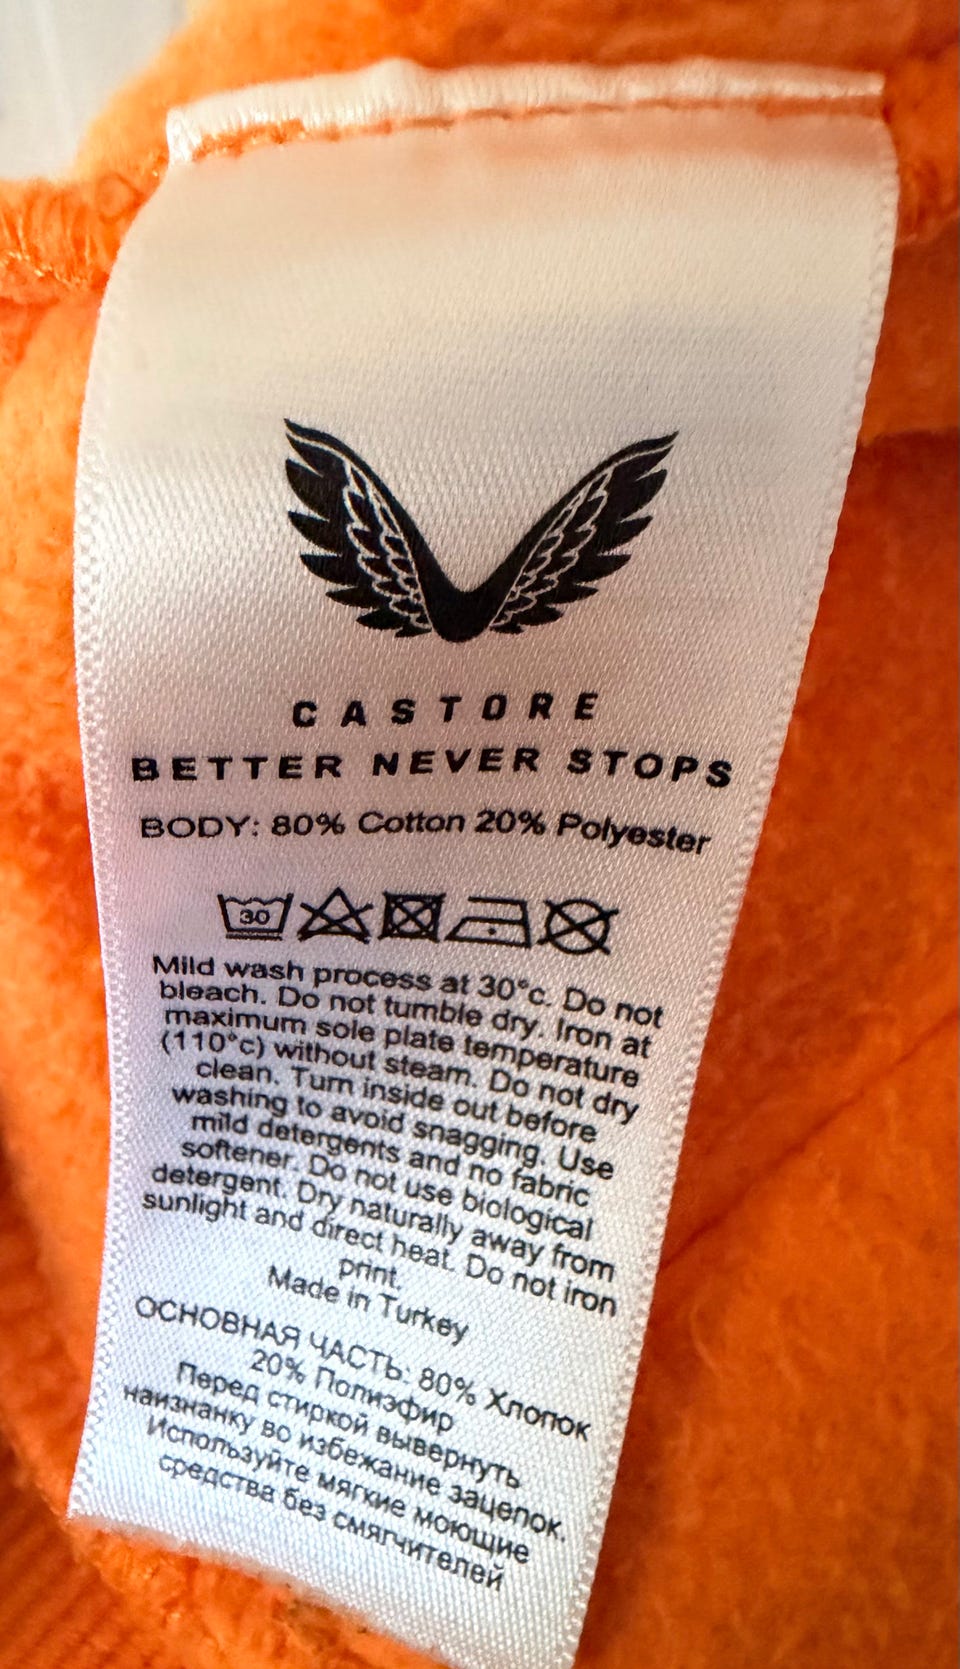 CASTORE
BETTER NEVER STOPS
BODY: 80% Cotton 20% Polyester
30
Mild wash process at 30°c. Do not
bleach. Do not tumble dry. Iron at
maximum sole plate temperature
(110°c) without steam. Do not dry
clean. Turn inside out before
washing to avoid snagging. Use
mild detergents and no fabric
softener. Do not use biological
detergent. Dry naturally away from
sunlight and direct heat. Do not iron
print.
Made in Turkey
ОСНОВНАЯ ЧАСТЬ: 80% Хлопок
20% Полиэфир
Перед стиркой вывернуть
наизнанку во избежание зацепок.
Используйте мягкие моющие
средства без смягчителей